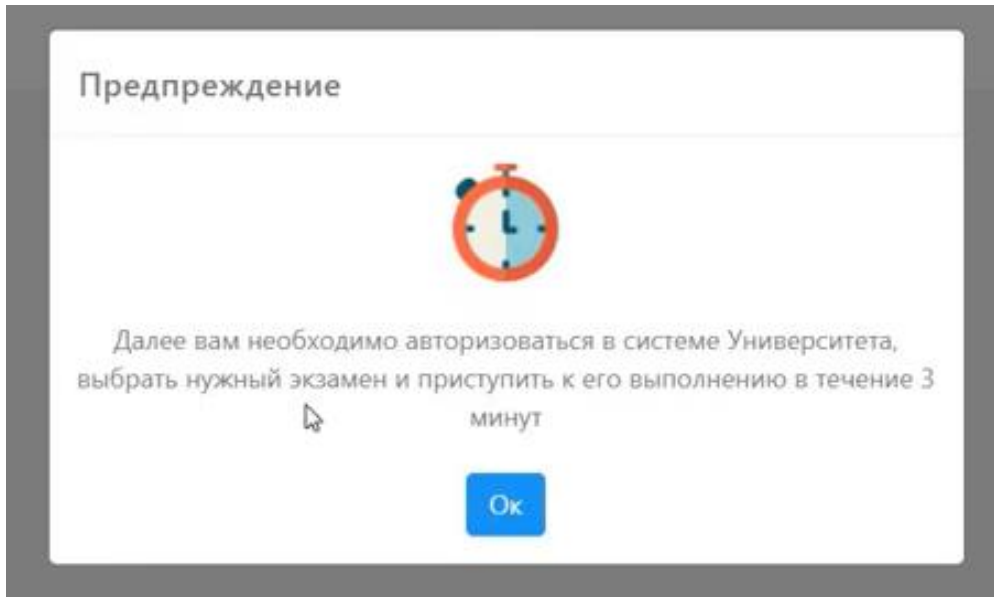 Предпреждение
Далее вам необходимо авторизоваться в системе Университета,
выбрать нужный экзамен и приступить к его выполнению в течение 3
минут
Ок